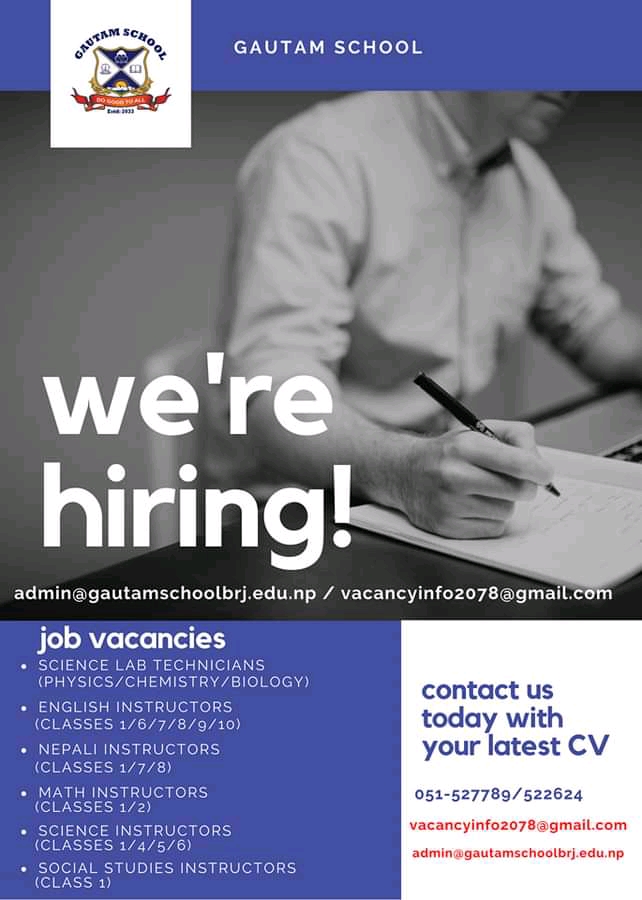 GAUTAM SCHOOL
DO GOOD TO ALL
Estd: 2033
GAUTAM SCHOOL
we're
hiring!
admin@gautamschoolbrj.edu.np / vacancyinfo2078@gmail.com
job vacancies
• SCIENCE LAB TECHNICIANS
(PHYSICS/CHEMISTRY/BIOLOGY)
• ENGLISH INSTRUCTORS
(CLASSES 1/6/7/8/9/10)
• NEPALI INSTRUCTORS
(CLASSES 1/7/8)
• MATH INSTRUCTORS
(CLASSES 1/2)
• SCIENCE INSTRUCTORS
(CLASSES 1/4/5/6)
• SOCIAL STUDIES INSTRUCTORS
(CLASS 1)
contact us
today with
your latest CV
051-527789/522624
vacancyinfo2078@gmail.com
admin@gautamschoolbrj.edu.np